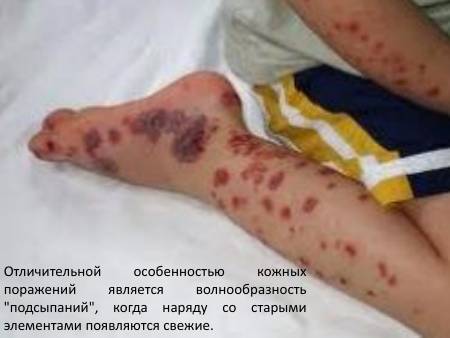 Отличительной особенностью кожных
поражений является волнообразность
"подсыпаний", когда наряду со старыми
элементами появляются свежие.